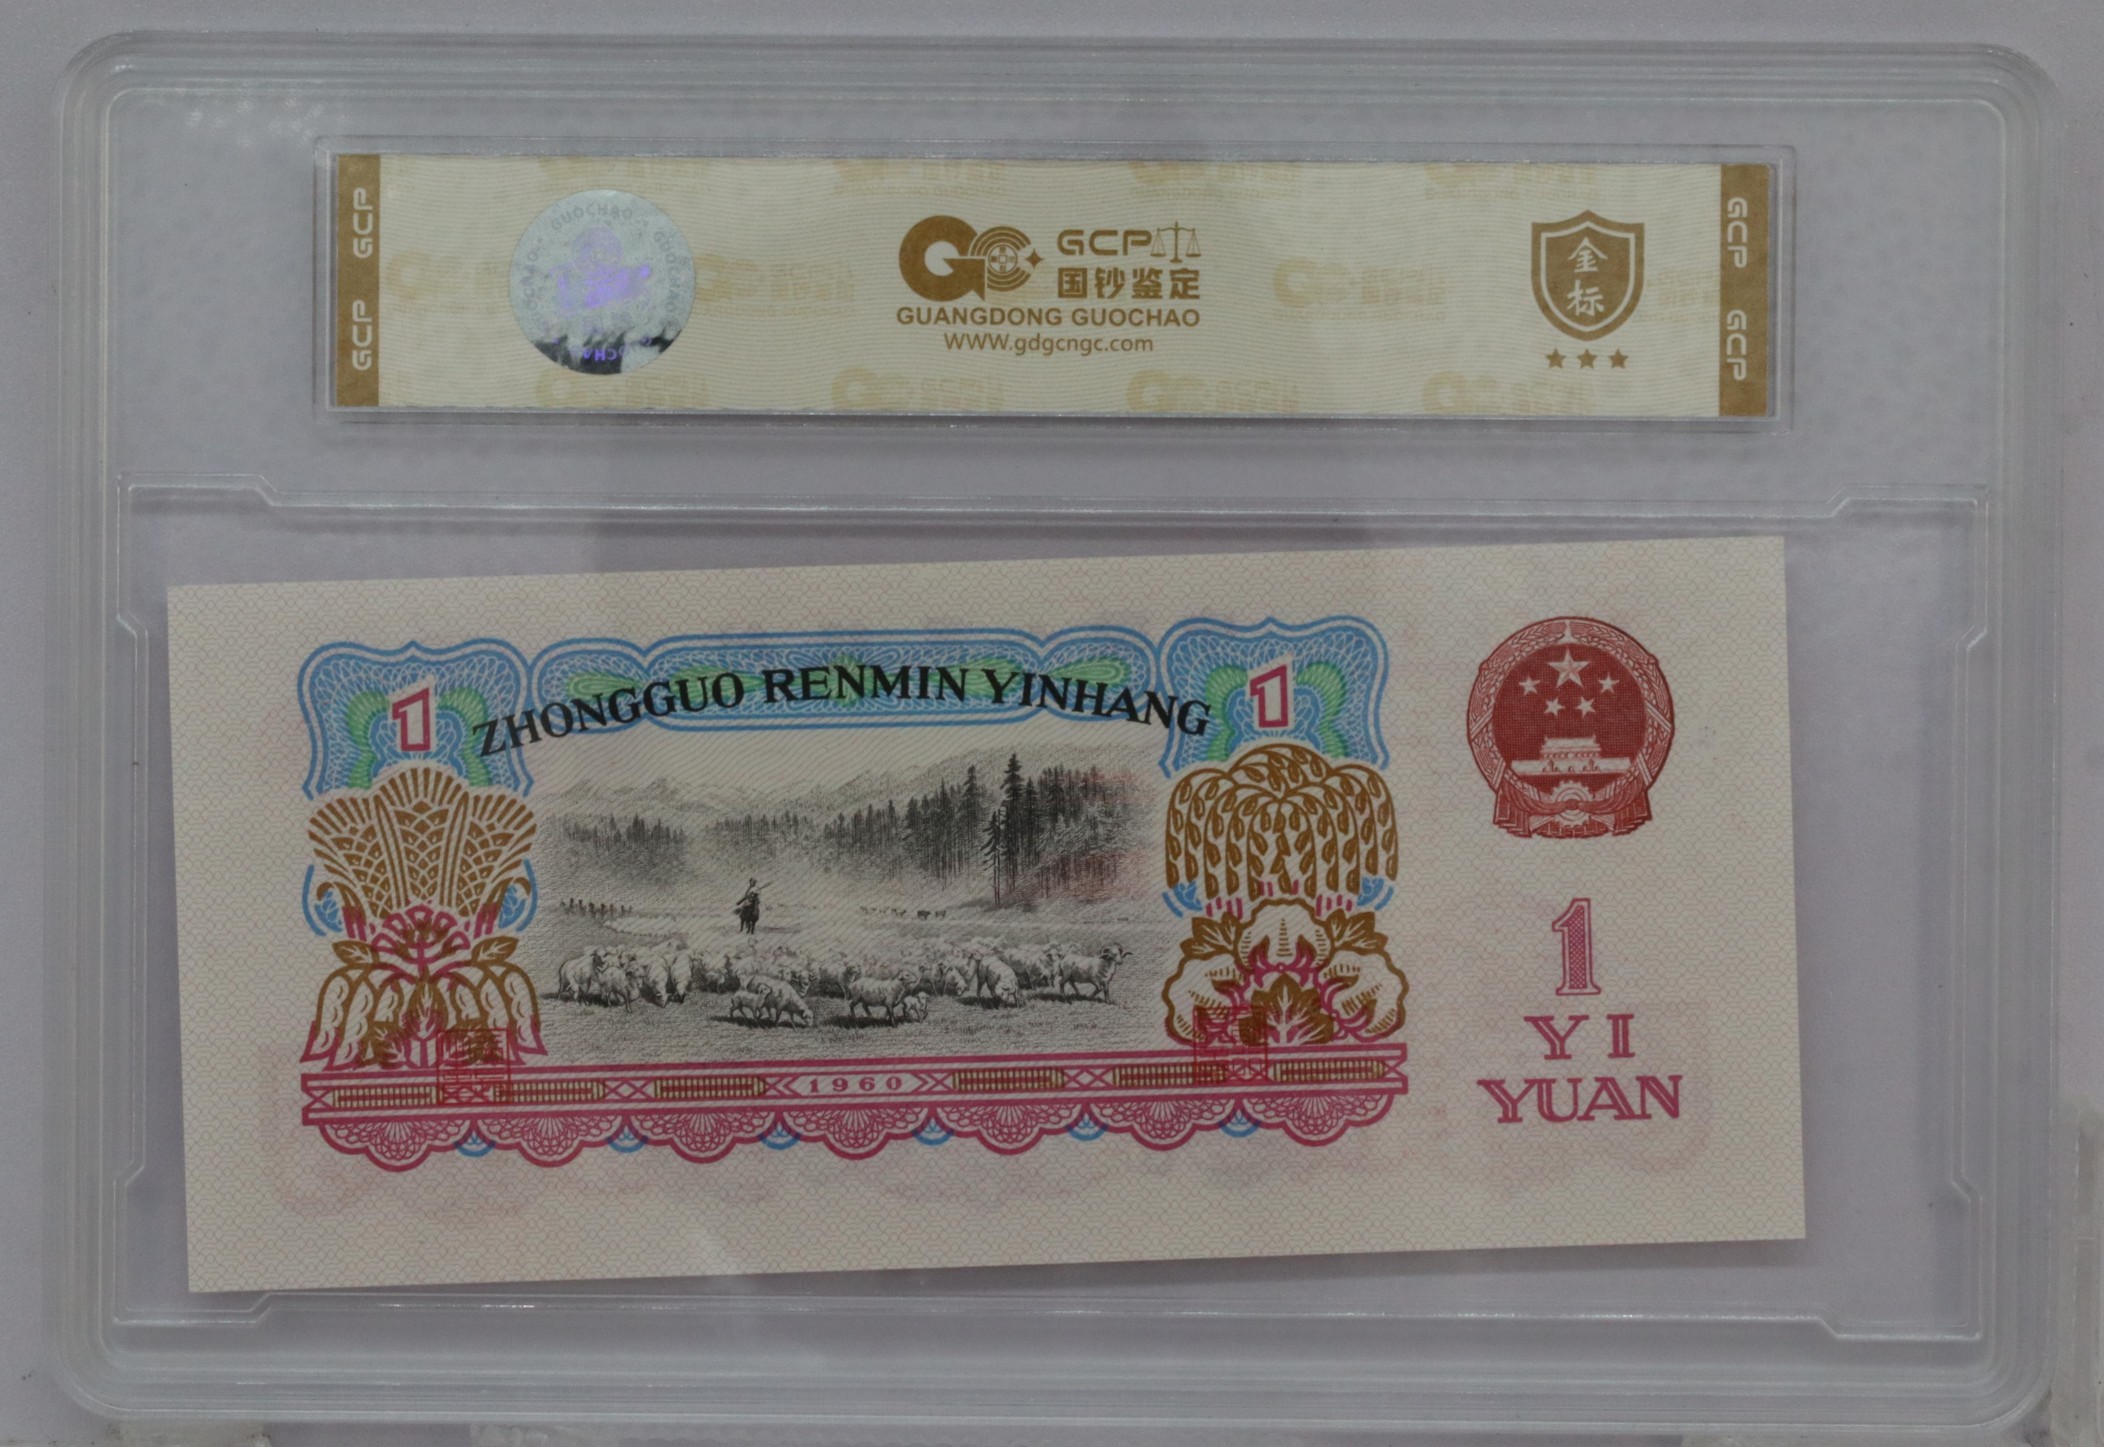 GCP
GCP
GUOCHAO
GCP
国钞鉴定
GUANGDONG GUOCHAO
www.gdgcngc.com
金
标
GCP
GCP
1
ZHONGGUO RENMIN YINHANG
1
1960
1
YI
YUAN